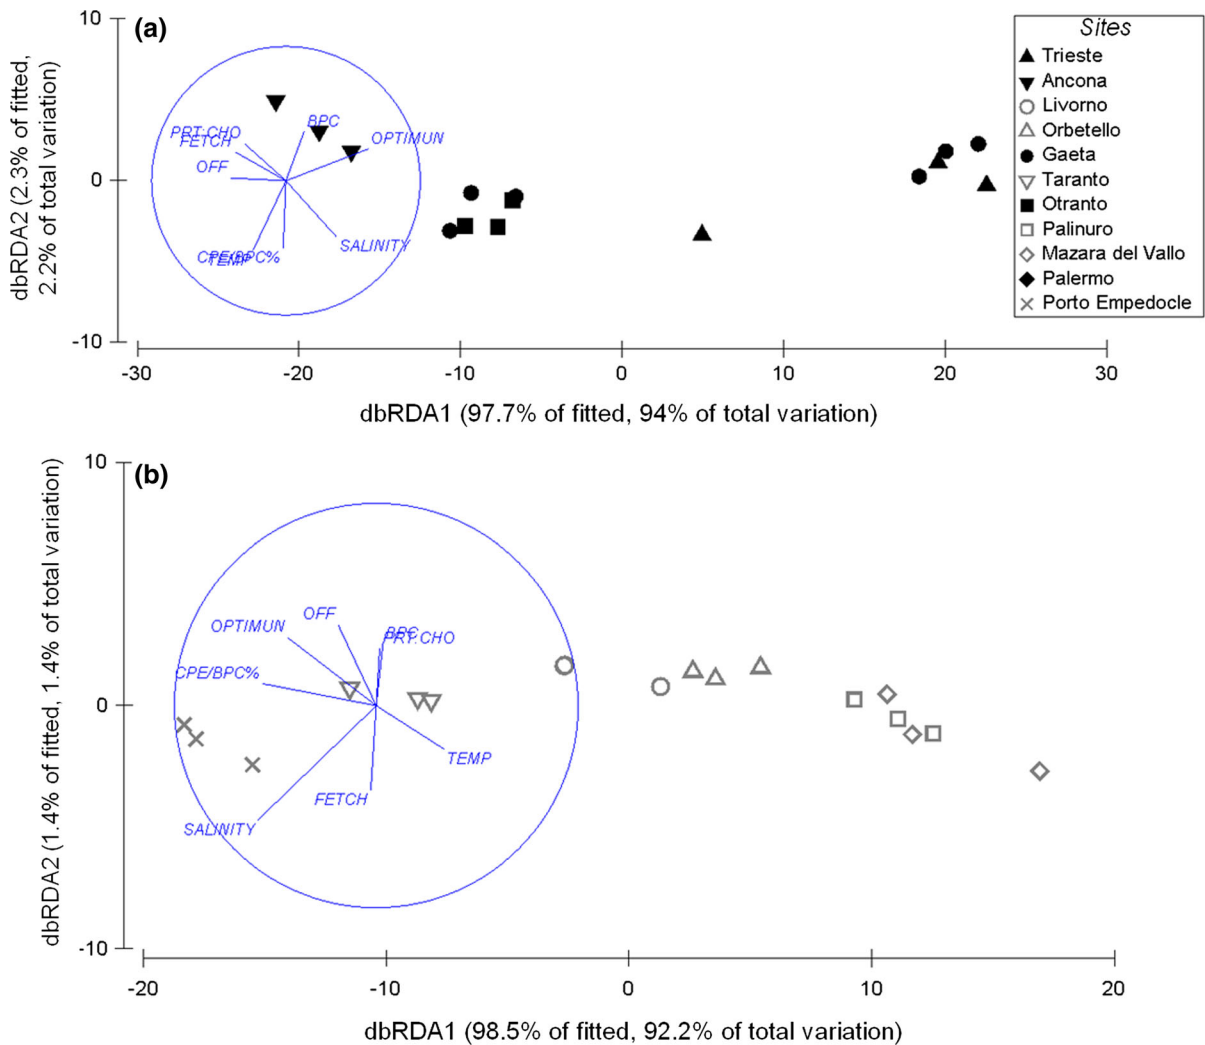 10
(a)
0
-10
dbRDA2 (2.3% of fitted,
2.2% of total variation)
BPC
OPTIMUN
PRT:CHO
FETCH
OFF
SALINITY
CPE/BPC%
TEMP
Sites
Trieste
Ancona
Livorno
Orbetello
Gaeta
Taranto
Otranto
Palinuro
Mazara del Vallo
Palermo
Porto Empedocle
-30
-20
-10
0
10
20
30
dbRDA1 (97.7% of fitted, 94% of total variation)
10
(b)
0
-10
dbRDA2 (1.4% of fitted, 1.4% of total variation)
OFF
OPTIMUN
BPC
PRT:CHO
CPE/BPC%
TEMP
FETCH
SALINITY
-20
-10
0
10
20
dbRDA1 (98.5% of fitted, 92.2% of total variation)